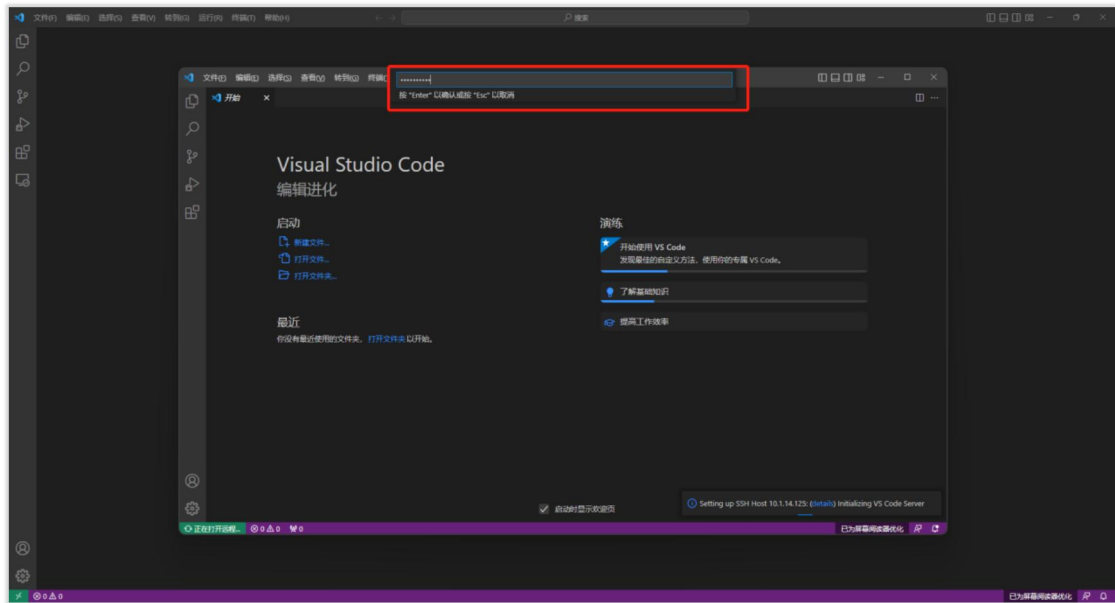 文件(F) 编辑(E) 选择(S) 查看(V) 转到(G) 运行(R) 终端(T) 帮助(H) 搜索
文件(F) 编辑(E) 选择(S) 查看(V) 转到(G) 终端
按 "Enter" 以确认或按 "Esc" 以取消
开始
Visual Studio Code
编辑进化
启动
新建文件...
打开文件...
打开文件夹...
最近
你没有最近使用的文件夹，打开文件夹以开始。
演练
开始使用 VS Code
发现最佳的自定义方法，使用你的专属 VS Code。
了解基础知识
提高工作效率
启动时显示欢迎页
Setting up SSH Host 10.1.14.125: (details) Initializing VS Code Server
正在打开远程... 0 0 0 已为屏幕阅读器优化
0 0 已为屏幕阅读器优化